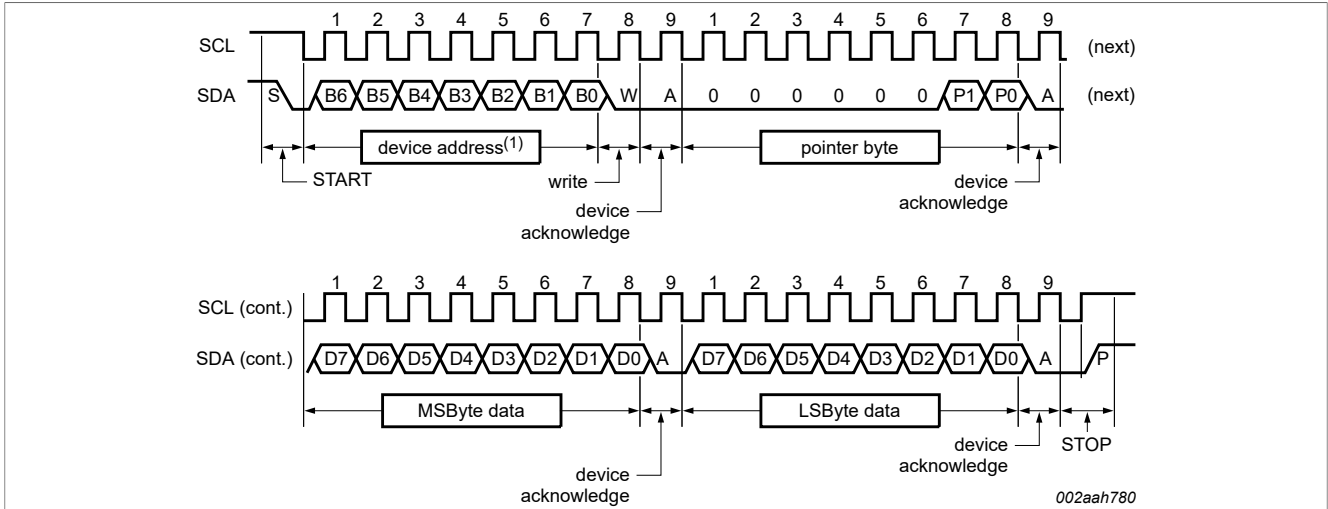 1 2 3 4 5 6 7 8 9 1 2 3 4 5 6 7 8 9
SCL (next)
SDA S B6 B5 B4 B3 B2 B1 B0 W A 0 0 0 0 0 0 P1 P0 A (next)
device address(1) pointer byte
START write device
device acknowledge
acknowledge
1 2 3 4 5 6 7 8 9 1 2 3 4 5 6 7 8 9
SCL (cont.)
SDA (cont.) D7 D6 D5 D4 D3 D2 D1 D0 A D7 D6 D5 D4 D3 D2 D1 D0 A P
MSByte data LSByte data
device STOP
device acknowledge
acknowledge
002aah780